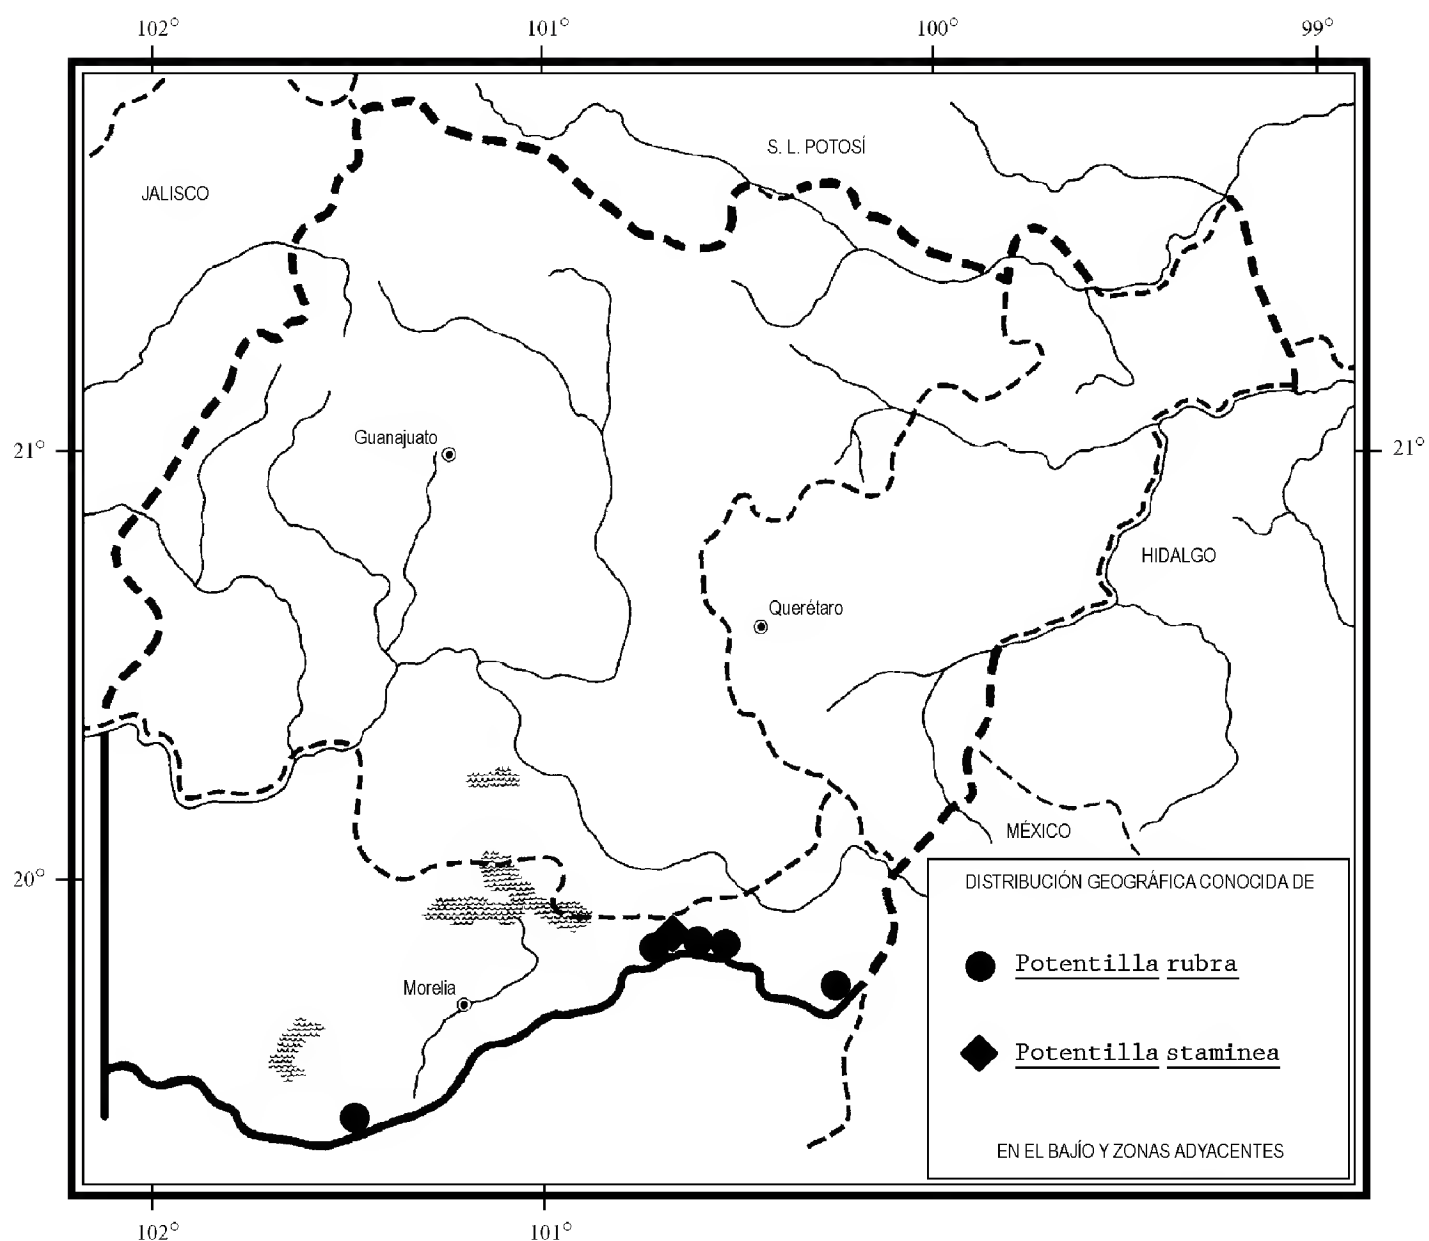 102° 101° 100° 99°
S. L. POTOSÍ
JALISCO
Guanajuato
21° 21°
HIDALGO
Querétaro
MÉXICO
20°
DISTRIBUCIÓN GEOGRÁFICA CONOCIDA DE
Potentilla rubra
Morelia
Potentilla staminea
EN EL BAJÍO Y ZONAS ADYACENTES
102° 101°